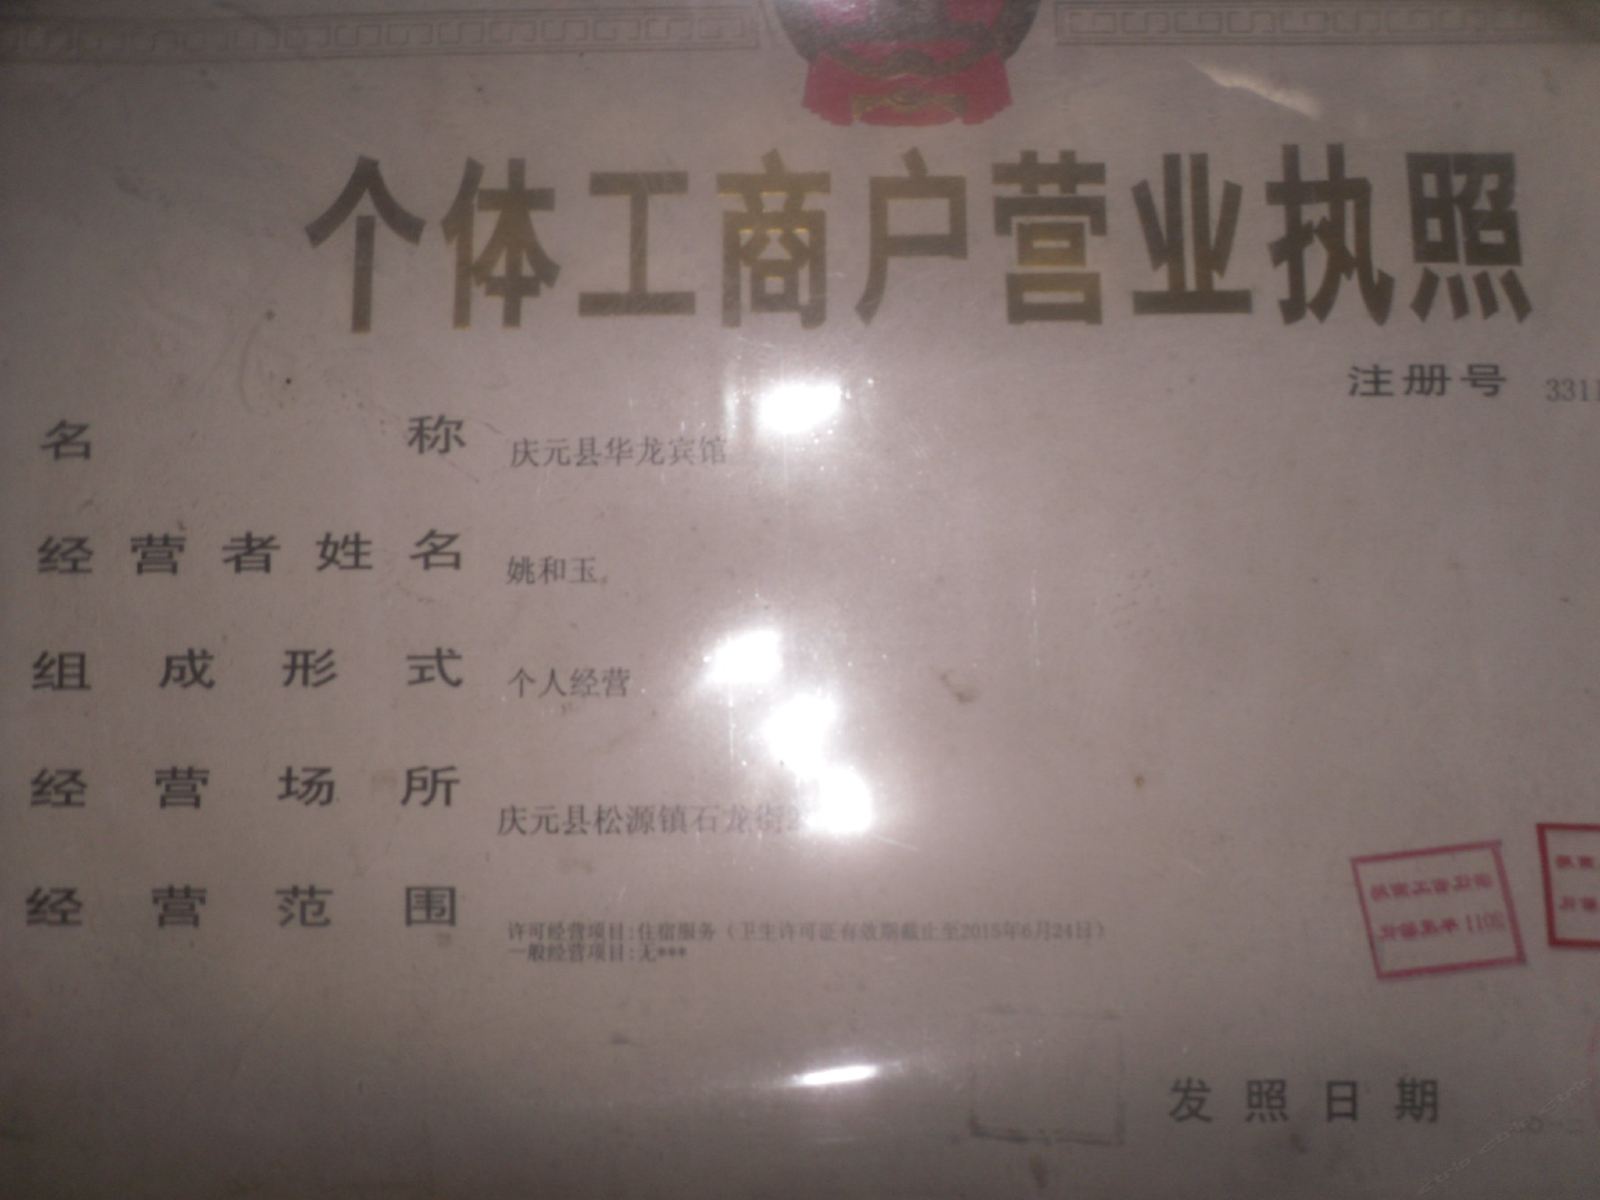 个体工商户营业执照
注册号 331
名称 庆元县华龙宾馆
经营者姓名 姚和玉
组成形式 个人经营
经营场所 庆元县松源镇石龙街
经营范围 许可经营项目:住宿服务(卫生许可证有效期截止至2015年6月24日)
一般经营项目:无***
发照日期